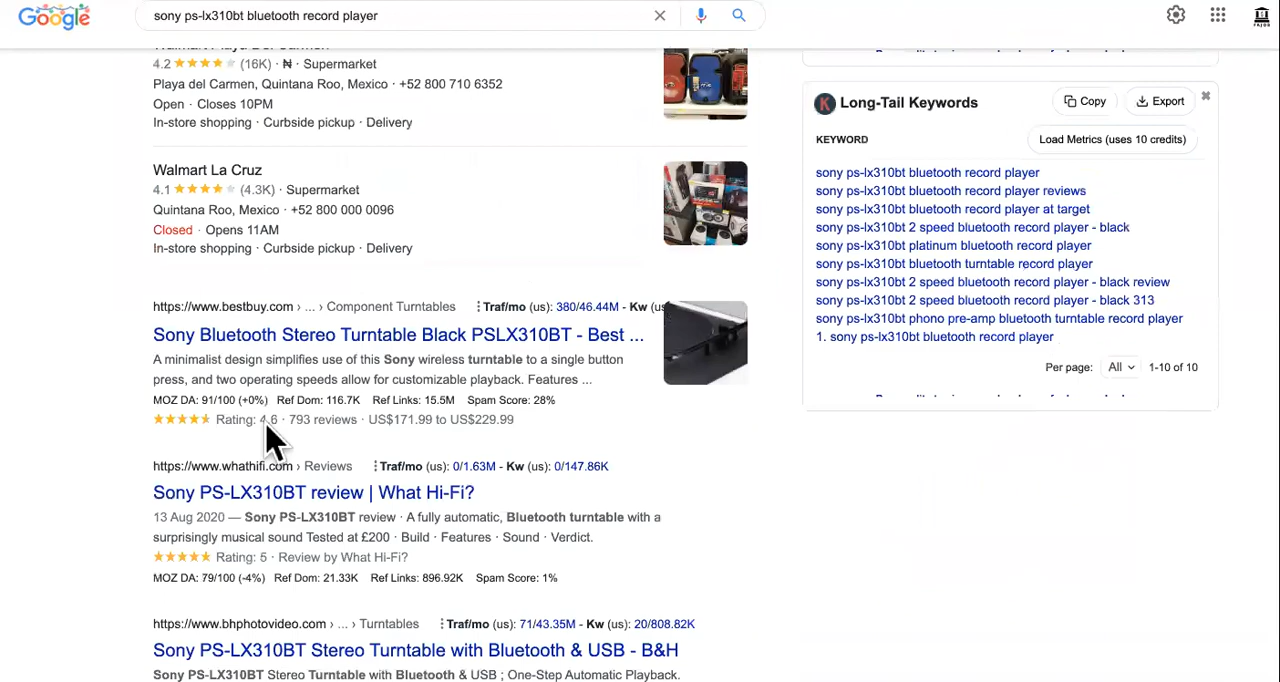 Google
sony ps-lx310bt bluetooth record player
4.2 (16K) · ₦ · Supermarket
Playa del Carmen, Quintana Roo, Mexico · +52 800 710 6352
Open · Closes 10PM
In-store shopping · Curbside pickup · Delivery
Walmart La Cruz
4.1 (4.3K) · Supermarket
Quintana Roo, Mexico · +52 800 000 0096
Closed · Opens 11AM
In-store shopping · Curbside pickup · Delivery
https://www.bestbuy.com › ... › Component Turntables Traf/mo (us): 380/46.44M - Kw (us
Sony Bluetooth Stereo Turntable Black PSLX310BT - Best ...
A minimalist design simplifies use of this Sony wireless turntable to a single button
press, and two operating speeds allow for customizable playback. Features ...
MOZ DA: 91/100 (+0%) Ref Dom: 116.7K Ref Links: 15.5M Spam Score: 28%
Rating: 4.6 · 793 reviews · US$171.99 to US$229.99
https://www.whathifi.com › Reviews Traf/mo (us): 0/1.63M - Kw (us): 0/147.86K
Sony PS-LX310BT review | What Hi-Fi?
13 Aug 2020 — Sony PS-LX310BT review · A fully automatic, Bluetooth turntable with a
surprisingly musical sound Tested at £200 · Build · Features · Sound · Verdict.
Rating: 5 · Review by What Hi-Fi?
MOZ DA: 79/100 (-4%) Ref Dom: 21.33K Ref Links: 896.92K Spam Score: 1%
https://www.bhphotovideo.com › ... › Turntables Traf/mo (us): 71/43.35M - Kw (us): 20/808.82K
Sony PS-LX310BT Stereo Turntable with Bluetooth & USB - B&H
Sony PS-LX310BT Stereo Turntable with Bluetooth & USB ; One-Step Automatic Playback.
K Long-Tail Keywords
Copy
Export
KEYWORD
Load Metrics (uses 10 credits)
sony ps-lx310bt bluetooth record player
sony ps-lx310bt bluetooth record player reviews
sony ps-lx310bt bluetooth record player at target
sony ps-lx310bt 2 speed bluetooth record player - black
sony ps-lx310bt platinum bluetooth record player
sony ps-lx310bt bluetooth turntable record player
sony ps-lx310bt 2 speed bluetooth record player - black review
sony ps-lx310bt 2 speed bluetooth record player - black 313
sony ps-lx310bt phono pre-amp bluetooth turntable record player
1. sony ps-lx310bt bluetooth record player
Per page: All 1-10 of 10